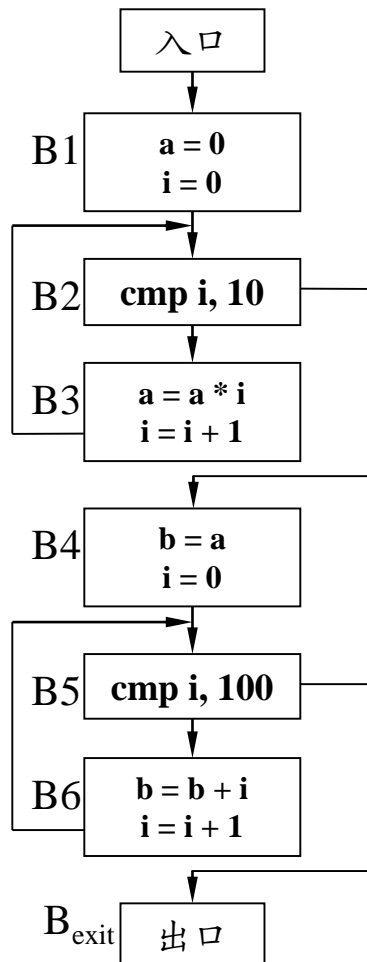 入口
B1
a = 0
i = 0
B2
cmp i, 10
B3
a = a * i
i = i + 1
B4
b = a
i = 0
B5
cmp i, 100
B6
b = b + i
i = i + 1
Bexit
出口